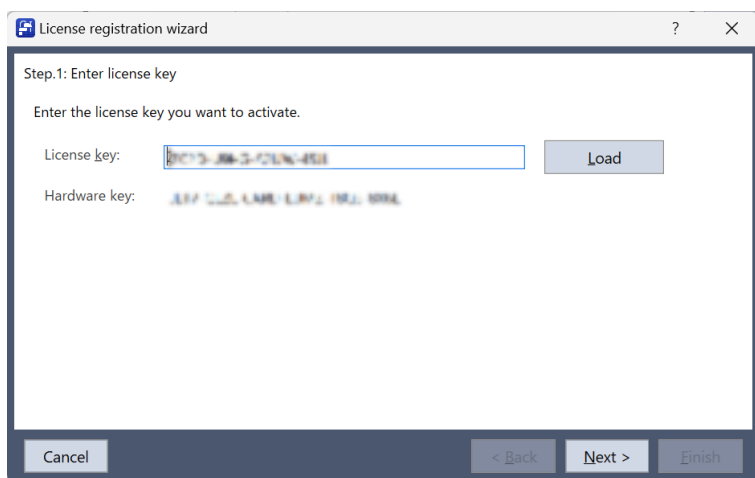 License registration wizard ?
Step.1: Enter license key
Enter the license key you want to activate.
License key: Load
Hardware key:
Cancel < Back Next > Finish